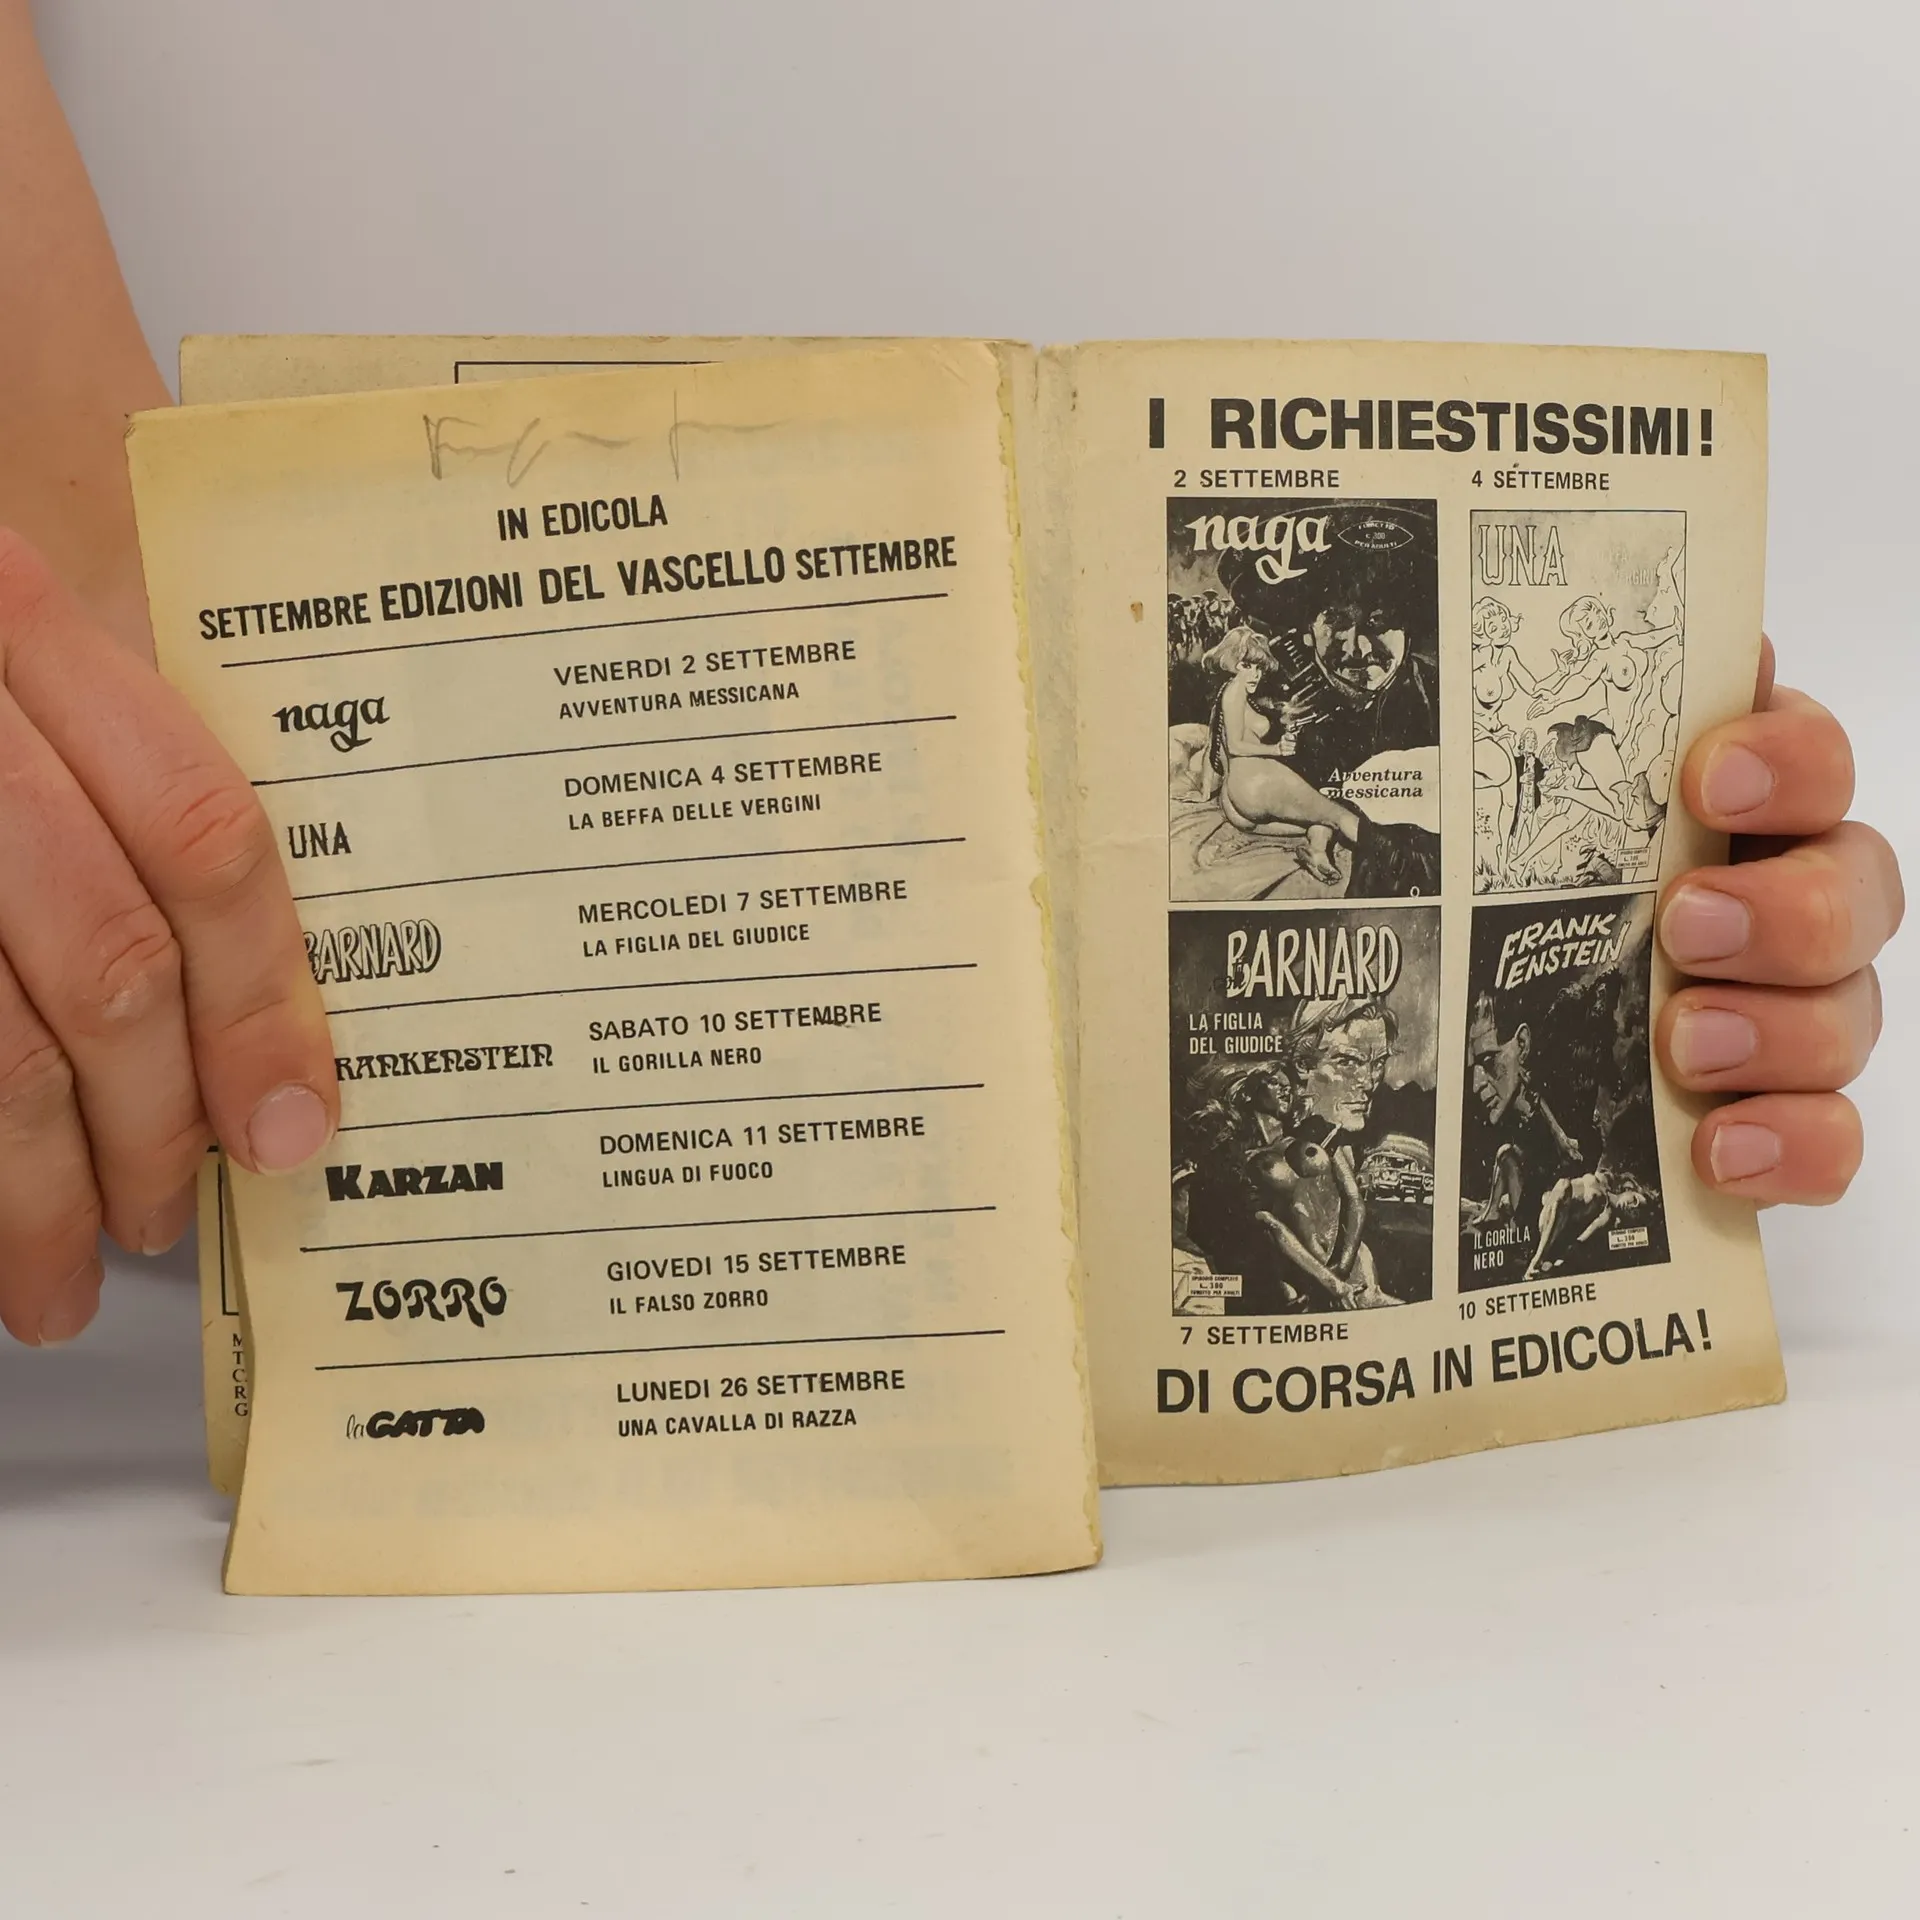 IN EDICOLA
SETTEMBRE EDIZIONI DEL VASCELLO SETTEMBRE
naga
VENERDI 2 SETTEMBRE
AVVENTURA MESSICANA
UNA
DOMENICA 4 SETTEMBRE
LA BEFFA DELLE VERGINI
BARNARD
MERCOLEDI 7 SETTEMBRE
LA FIGLIA DEL GIUDICE
RANKENSTEIN
SABATO 10 SETTEMBRE
IL GORILLA NERO
KARZAN
DOMENICA 11 SETTEMBRE
LINGUA DI FUOCO
ZORRO
GIOVEDI 15 SETTEMBRE
IL FALSO ZORRO
la GATTA
LUNEDI 26 SETTEMBRE
UNA CAVALLA DI RAZZA
I RICHIESTISSIMI!
2 SETTEMBRE
4 SETTEMBRE
naga
Avventura
messicana
UNA
BARNARD
LA FIGLIA
DEL GIUDICE
FRANK
ENSTEIN
IL GORILLA
NERO
7 SETTEMBRE
10 SETTEMBRE
DI CORSA IN EDICOLA!